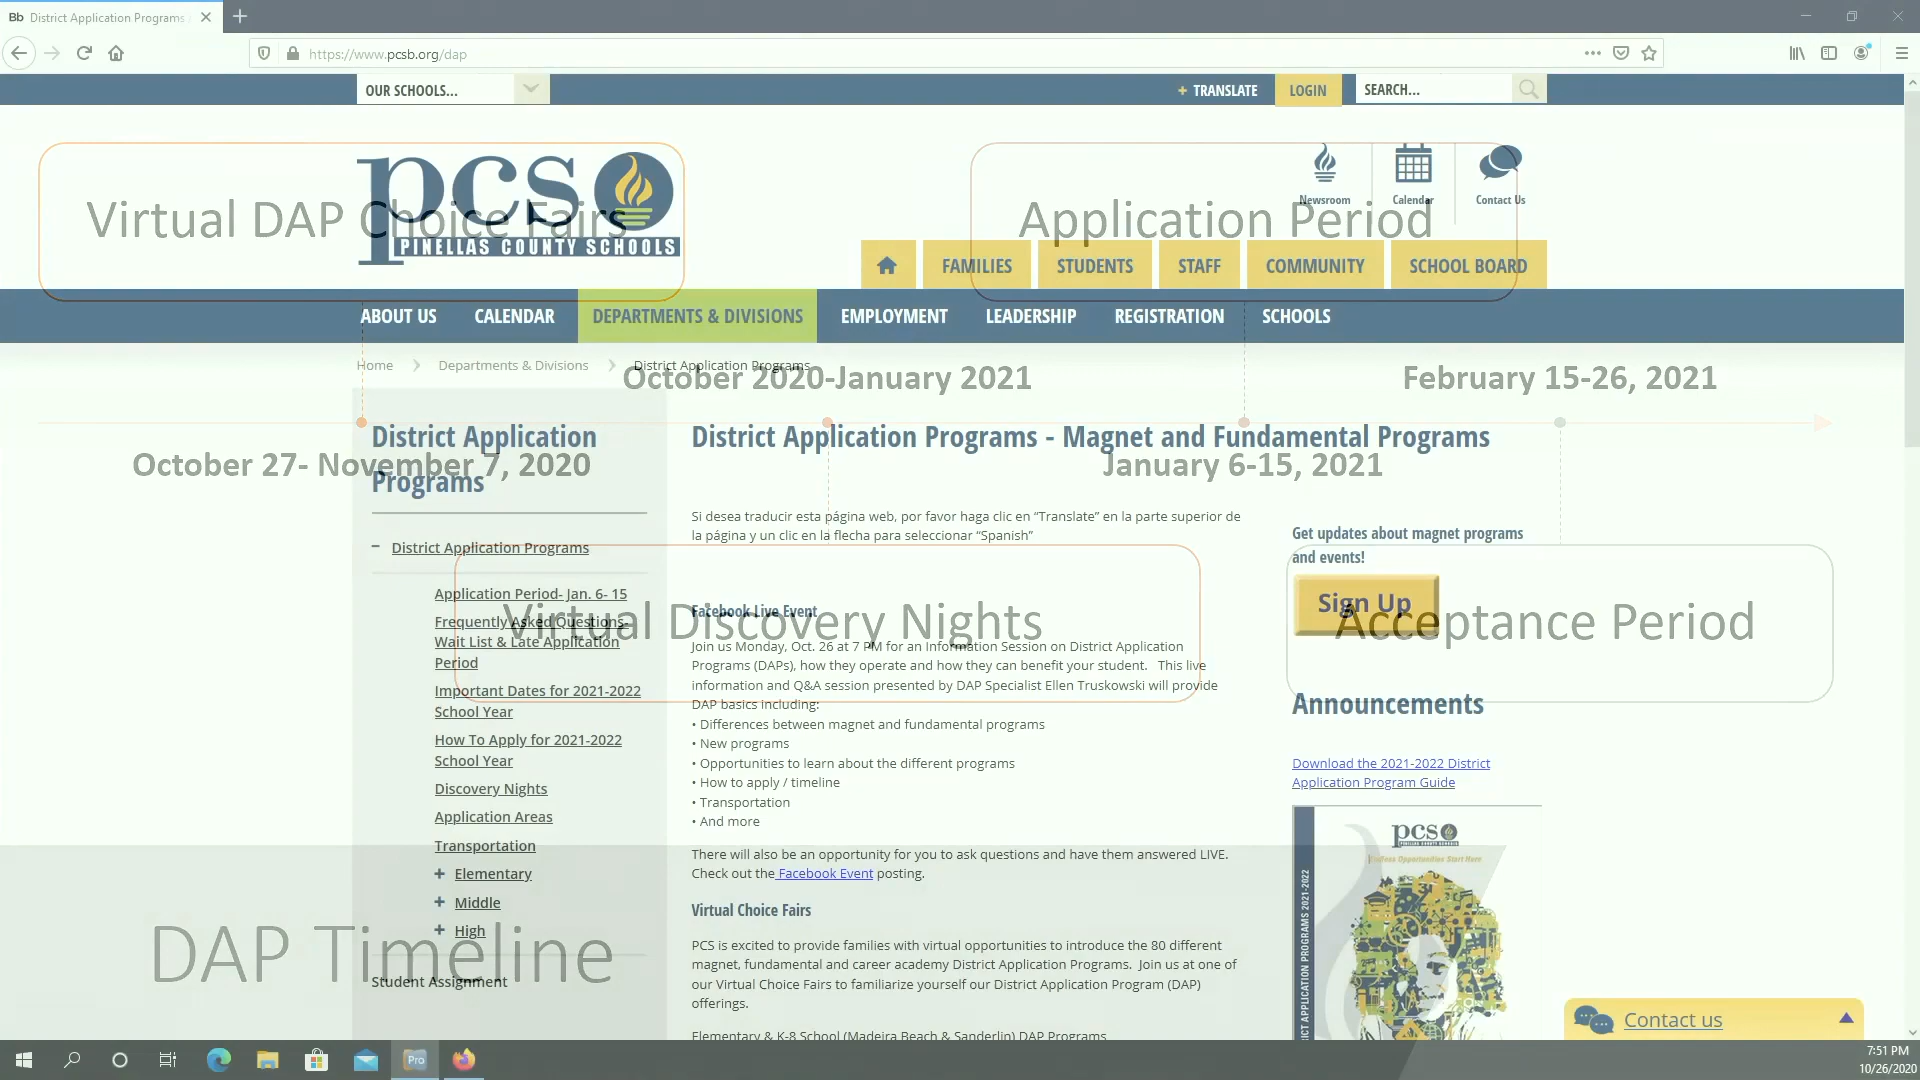 Bb District Application Programs
https://www.pcsb.org/dap
OUR SCHOOLS...
+ TRANSLATE
LOGIN
SEARCH...
pcs
PINELLAS COUNTY SCHOOLS
Newsroom
Calendar
Contact Us
Virtual DAP Choice Fairs
Application Period
FAMILIES
STUDENTS
STAFF
COMMUNITY
SCHOOL BOARD
ABOUT US
CALENDAR
DEPARTMENTS & DIVISIONS
EMPLOYMENT
LEADERSHIP
REGISTRATION
SCHOOLS
Home
Departments & Divisions
District Application Programs
October 2020-January 2021
February 15-26, 2021
October 27- November 7, 2020
January 6-15, 2021
District Application
Programs
− District Application Programs
Application Period- Jan. 6- 15
Frequently Asked Questions-
Wait List & Late Application
Period
Important Dates for 2021-2022
School Year
How To Apply for 2021-2022
School Year
Discovery Nights
Application Areas
Transportation
+ Elementary
+ Middle
+ High
Student Assignment
District Application Programs - Magnet and Fundamental Programs
Si desea traducir esta página web, por favor haga clic en “Translate” en la parte superior de
la página y un clic en la flecha para seleccionar “Spanish”
Facebook Live Event
Virtual Discovery Nights
Join us Monday, Oct. 26 at 7 PM for an Information Session on District Application
Programs (DAPs), how they operate and how they can benefit your student. This live
information and Q&A session presented by DAP Specialist Ellen Truskowski will provide
DAP basics including:
• Differences between magnet and fundamental programs
• New programs
• Opportunities to learn about the different programs
• How to apply / timeline
• Transportation
• And more
There will also be an opportunity for you to ask questions and have them answered LIVE.
Check out the Facebook Event posting.
Virtual Choice Fairs
PCS is excited to provide families with virtual opportunities to introduce the 80 different
magnet, fundamental and career academy District Application Programs. Join us at one of
our Virtual Choice Fairs to familiarize yourself our District Application Program (DAP)
offerings.
Elementary & K-8 School (Madeira Beach & Sanderlin) DAP Programs
Get updates about magnet programs
and events!
Sign Up
Acceptance Period
Announcements
Download the 2021-2022 District
Application Program Guide
pcs
PINELLAS COUNTY SCHOOLS
Endless Opportunities Start Here
RICT APPLICATION PROGRAMS 2021-2022
DAP Timeline
Contact us
Pro
7:51 PM
10/26/2020